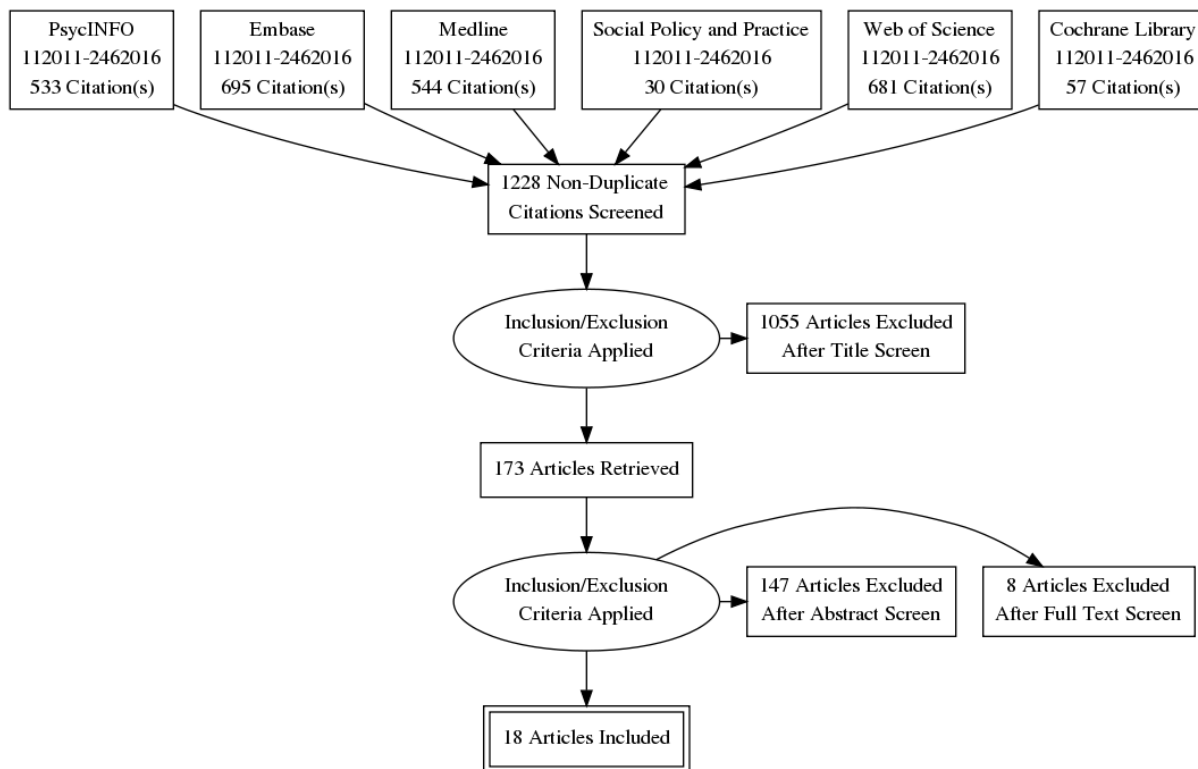 PsycINFO
112011-2462016
533 Citation(s)
Embase
112011-2462016
695 Citation(s)
Medline
112011-2462016
544 Citation(s)
Social Policy and Practice
112011-2462016
30 Citation(s)
Web of Science
112011-2462016
681 Citation(s)
Cochrane Library
112011-2462016
57 Citation(s)
1228 Non-Duplicate
Citations Screened
Inclusion/Exclusion
Criteria Applied
1055 Articles Excluded
After Title Screen
173 Articles Retrieved
Inclusion/Exclusion
Criteria Applied
147 Articles Excluded
After Abstract Screen
8 Articles Excluded
After Full Text Screen
18 Articles Included